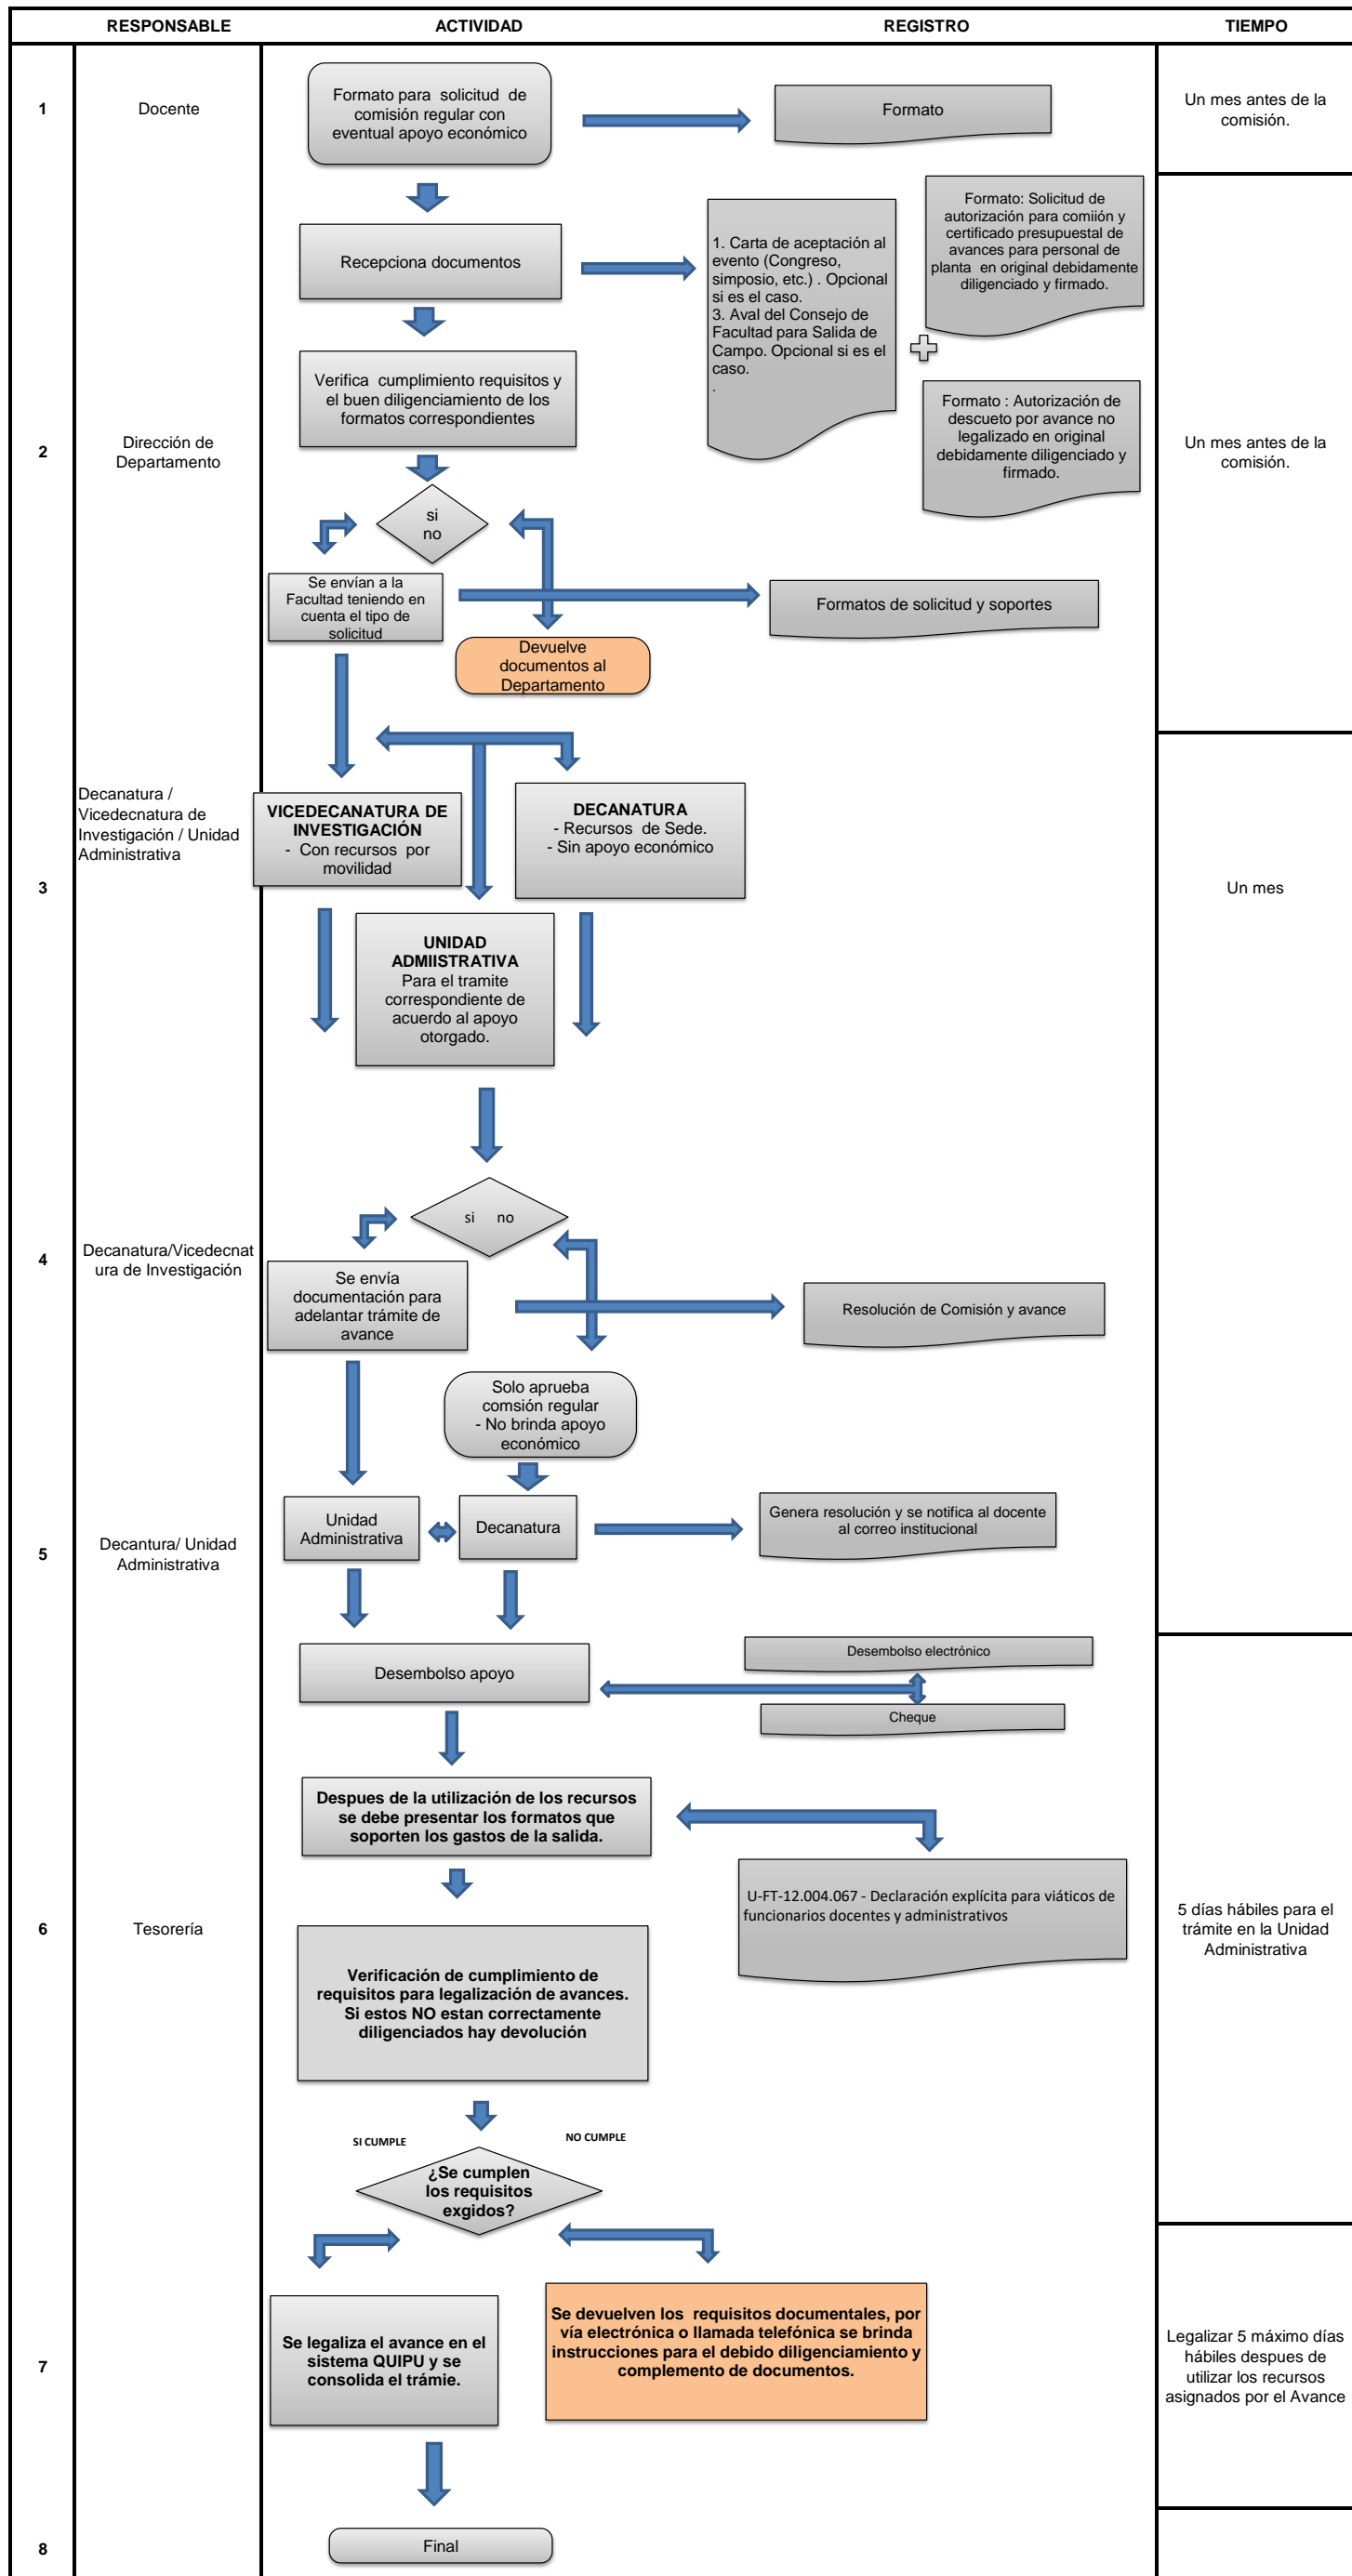 RESPONSABLE
ACTIVIDAD
REGISTRO
TIEMPO
1
Docente
Formato para solicitud de
comisión regular con
eventual apoyo económico
Formato
Un mes antes de la
comisión.
Recepciona documentos
1. Carta de aceptación al
evento (Congreso,
simposio, etc.) . Opcional
si es el caso.
3. Aval del Consejo de
Facultad para Salida de
Campo. Opcional si es el
caso.
.
Formato: Solicitud de
autorización para comiión y
certificado presupuestal de
avances para personal de
planta en original debidamente
diligenciado y firmado.
Verifica cumplimiento requisitos y
el buen diligenciamiento de los
formatos correspondientes
Formato : Autorización de
descueto por avance no
legalizado en original
debidamente diligenciado y
firmado.
2
Dirección de
Departamento
Un mes antes de la
comisión.
si
no
Se envían a la
Facultad teniendo en
cuenta el tipo de
solicitud
Formatos de solicitud y soportes
Devuelve
documentos al
Departamento
3
Decanatura /
Vicedecnatura de
Investigación / Unidad
Administrativa
VICEDECANATURA DE
INVESTIGACIÓN
- Con recursos por
movilidad
DECANATURA
- Recursos de Sede.
- Sin apoyo económico
Un mes
UNIDAD
ADMIISTRATIVA
Para el tramite
correspondiente de
acuerdo al apoyo
otorgado.
4
Decanatura/Vicedecnat
ura de Investigación
si no
Se envía
documentación para
adelantar trámite de
avance
Resolución de Comisión y avance
Solo aprueba
comsión regular
- No brinda apoyo
económico
5
Decantura/ Unidad
Administrativa
Unidad
Administrativa
Decanatura
Genera resolución y se notifica al docente
al correo institucional
Desembolso apoyo
Desembolso electrónico
Cheque
Despues de la utilización de los recursos
se debe presentar los formatos que
soporten los gastos de la salida.
U-FT-12.004.067 - Declaración explícita para viáticos de
funcionarios docentes y administrativos
6
Tesorería
5 días hábiles para el
trámite en la Unidad
Administrativa
Verificación de cumplimiento de
requisitos para legalización de avances.
Si estos NO estan correctamente
diligenciados hay devolución
SI CUMPLE
NO CUMPLE
¿Se cumplen
los requisitos
exgidos?
7
Se legaliza el avance en el
sistema QUIPU y se
consolida el trámie.
Se devuelven los requisitos documentales, por
vía electrónica o llamada telefónica se brinda
instrucciones para el debido diligenciamiento y
complemento de documentos.
Legalizar 5 máximo días
hábiles despues de
utilizar los recursos
asignados por el Avance
8
Final